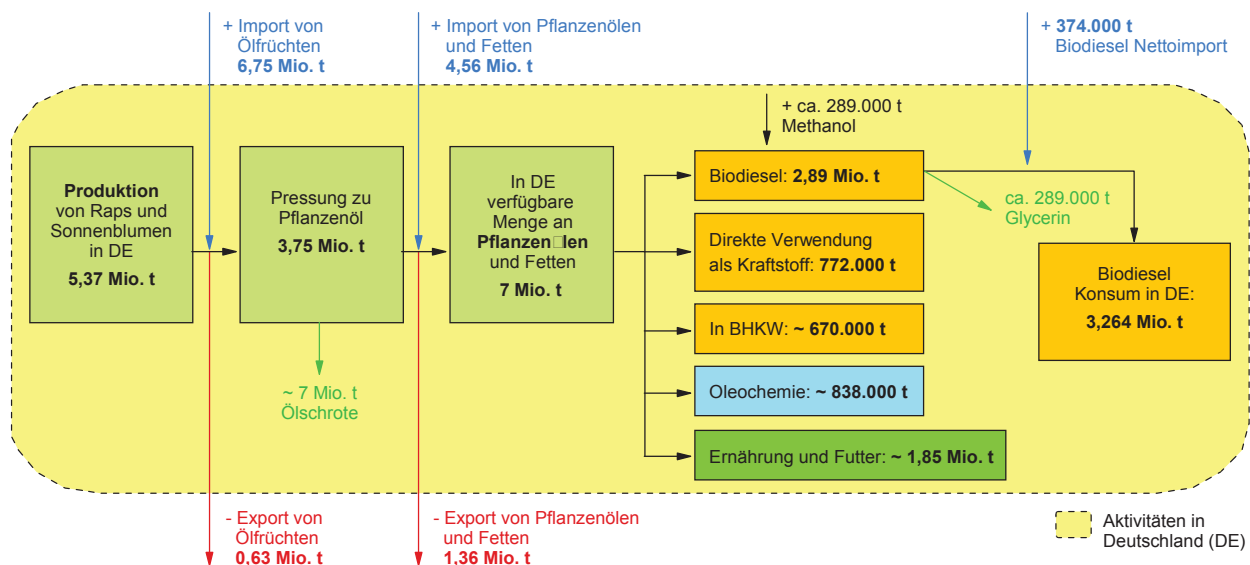 + Import von
Ölfrüchten
6,75 Mio. t
+ Import von Pflanzenölen
und Fetten
4,56 Mio. t
+ 374.000 t
Biodiesel Nettoimport
+ ca. 289.000 t
Methanol
Produktion
von Raps und
Sonnenblumen
in DE
5,37 Mio. t
Pressung zu
Pflanzenöl
3,75 Mio. t
In DE
verfügbare
Menge an
Pflanzen□len
und Fetten
7 Mio. t
Biodiesel: 2,89 Mio. t
ca. 289.000 t
Glycerin
Direkte Verwendung
als Kraftstoff: 772.000 t
Biodiesel
Konsum in DE:
3,264 Mio. t
In BHKW: ~ 670.000 t
~ 7 Mio. t
Ölschrote
Oleochemie: ~ 838.000 t
Ernährung und Futter: ~ 1,85 Mio. t
- Export von
Ölfrüchten
0,63 Mio. t
- Export von Pflanzenölen
und Fetten
1,36 Mio. t
Aktivitäten in
Deutschland (DE)